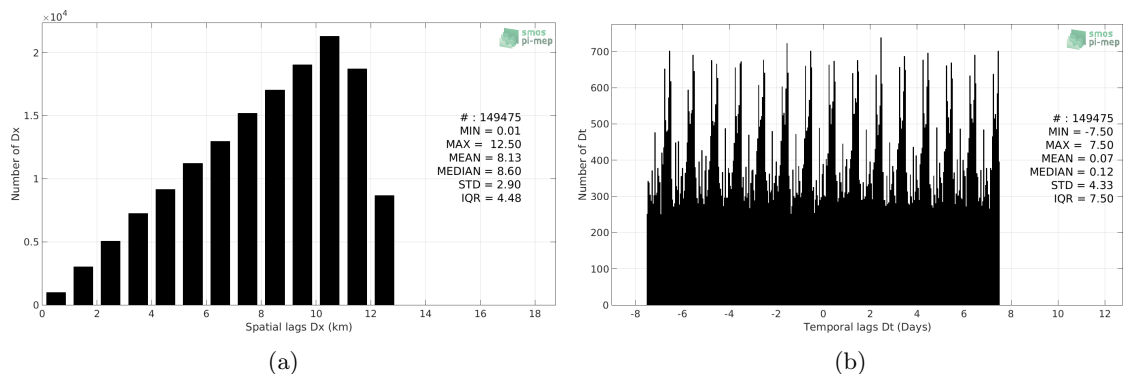 ×10⁴
2
1.5
1
0.5
0
Number of Dx
smos
pi-mep
# : 149475
MIN = 0.01
MAX = 12.50
MEAN = 8.13
MEDIAN = 8.60
STD = 2.90
IQR = 4.48
0 2 4 6 8 10 12 14 16 18
Spatial lags Dx (km)
(a)
700
600
500
400
300
200
100
0
Number of Dt
smos
pi-mep
# : 149475
MIN = -7.50
MAX = 7.50
MEAN = 0.07
MEDIAN = 0.12
STD = 4.33
IQR = 7.50
-8 -6 -4 -2 0 2 4 6 8 10 12
Temporal lags Dt (Days)
(b)